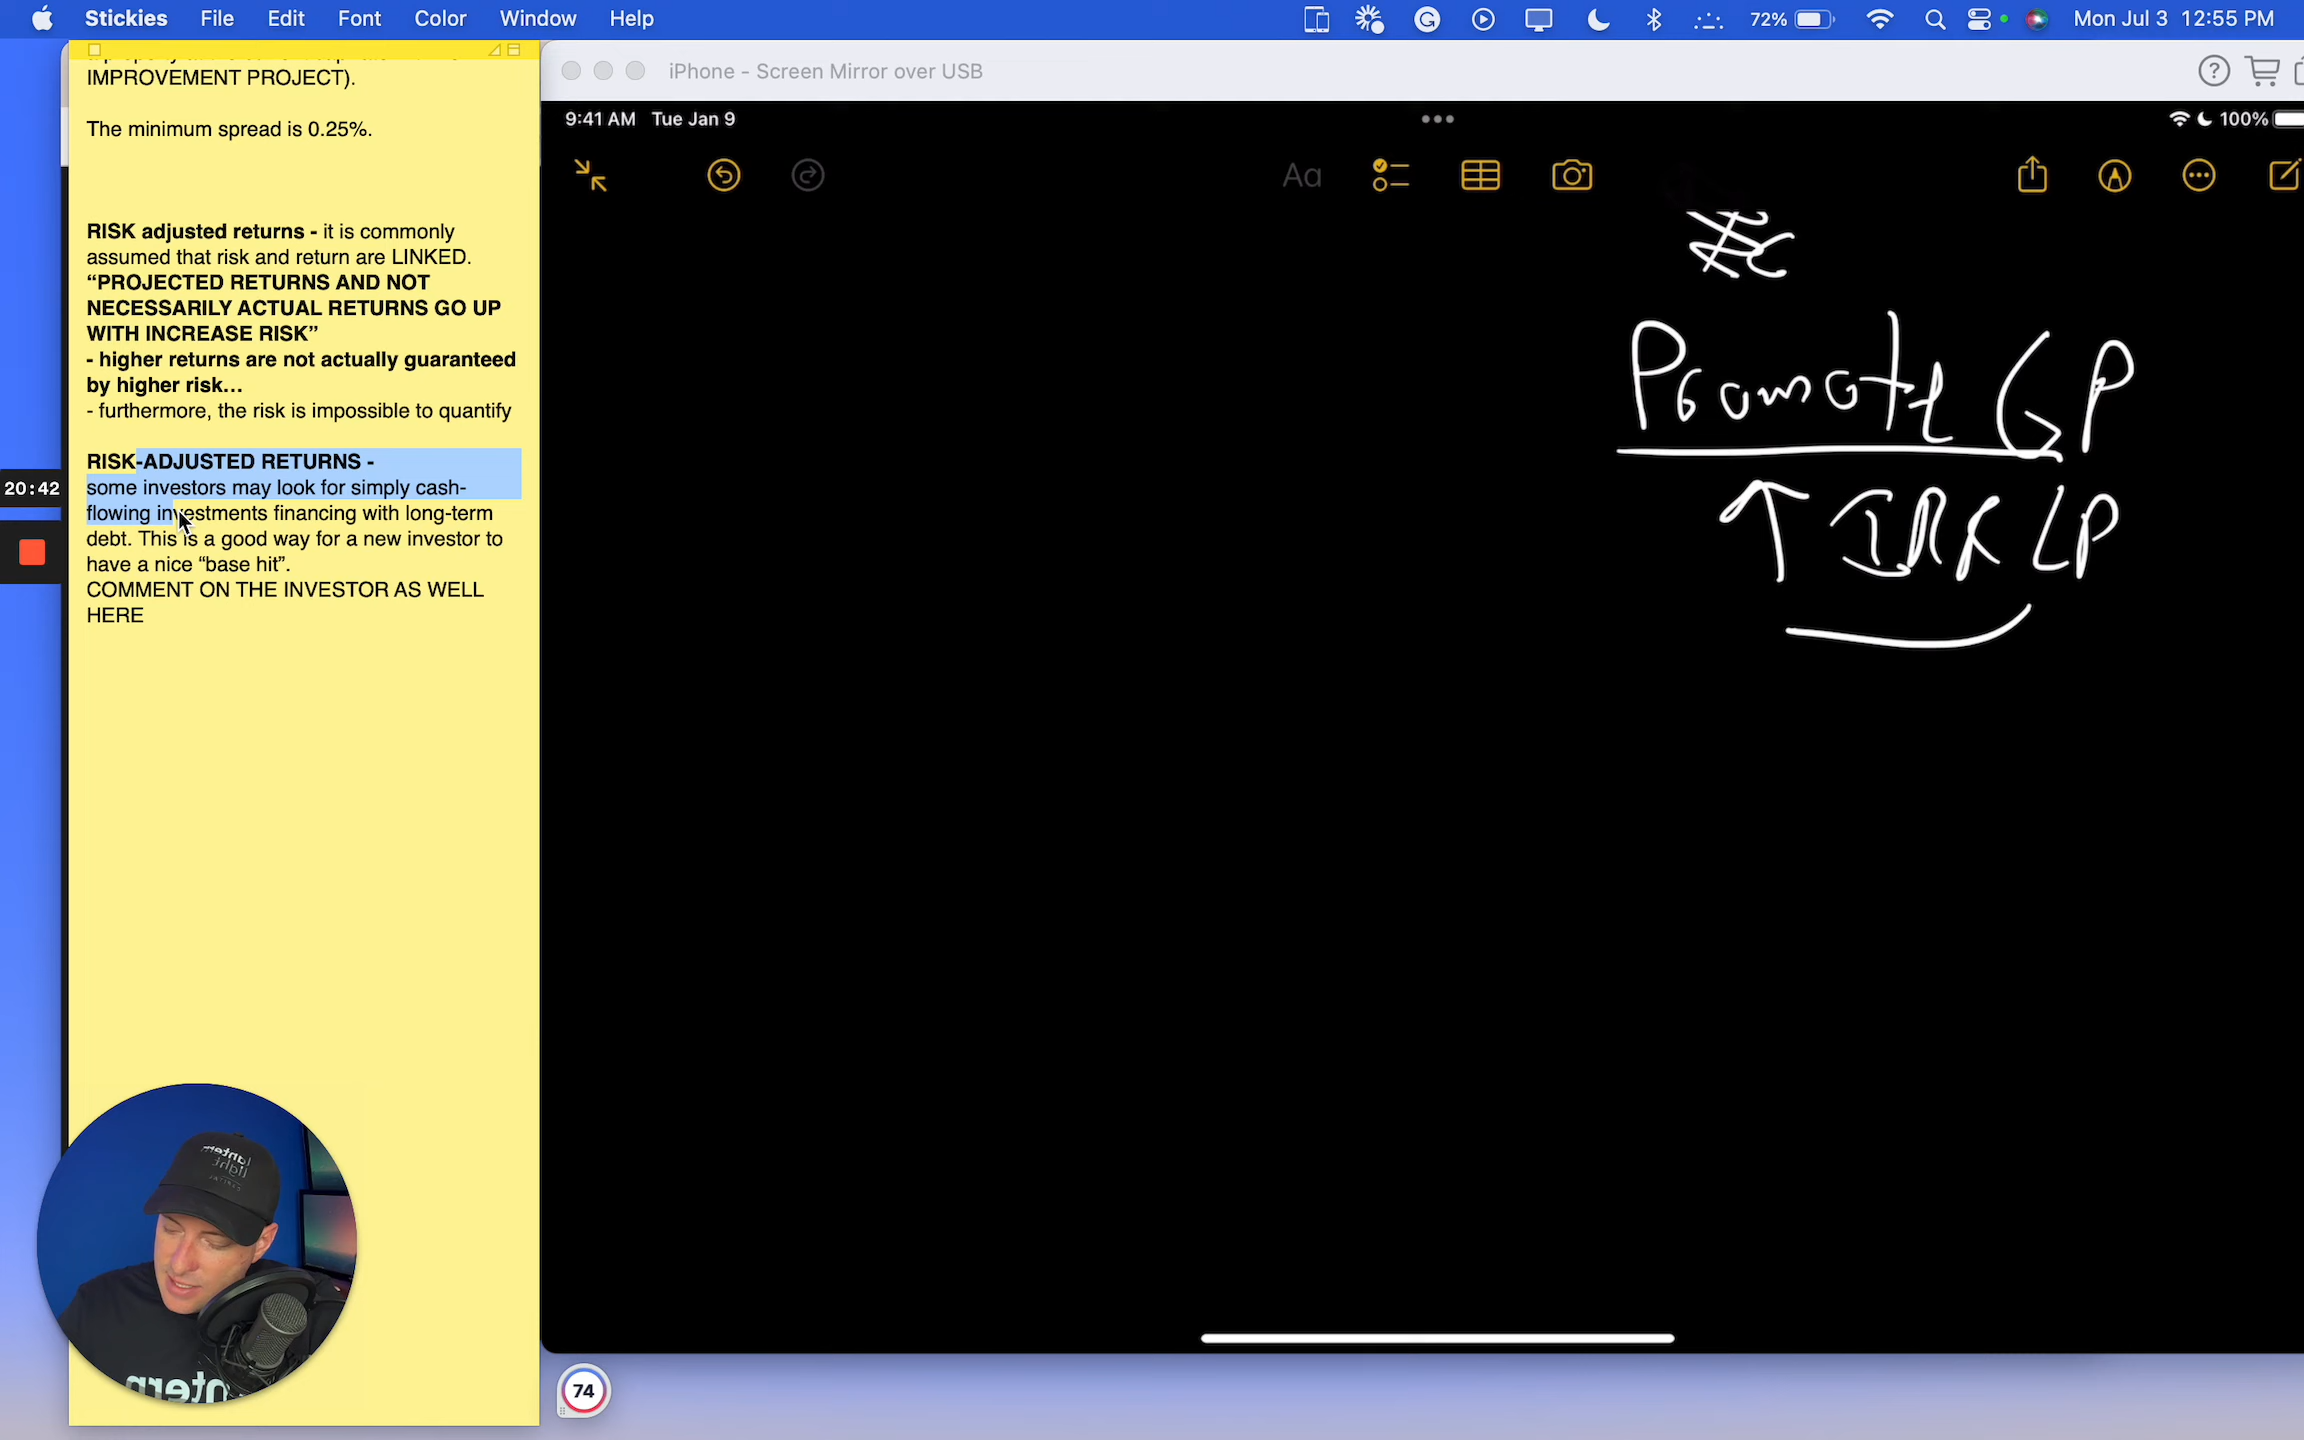 Stickies File Edit Font Color Window Help
72%
Mon Jul 3 12:55 PM
IMPROVEMENT PROJECT).
The minimum spread is 0.25%.
RISK adjusted returns - it is commonly
assumed that risk and return are LINKED.
“PROJECTED RETURNS AND NOT
NECESSARILY ACTUAL RETURNS GO UP
WITH INCREASE RISK”
- higher returns are not actually guaranteed
by higher risk...
- furthermore, the risk is impossible to quantify
RISK-ADJUSTED RETURNS -
some investors may look for simply cash-
flowing investments financing with long-term
debt. This is a good way for a new investor to
have a nice “base hit”.
COMMENT ON THE INVESTOR AS WELL
HERE
20:42
iPhone - Screen Mirror over USB
9:41 AM Tue Jan 9
100%
Aa
Promote GP
↑ IRR LP
lantern
light
lantern
74